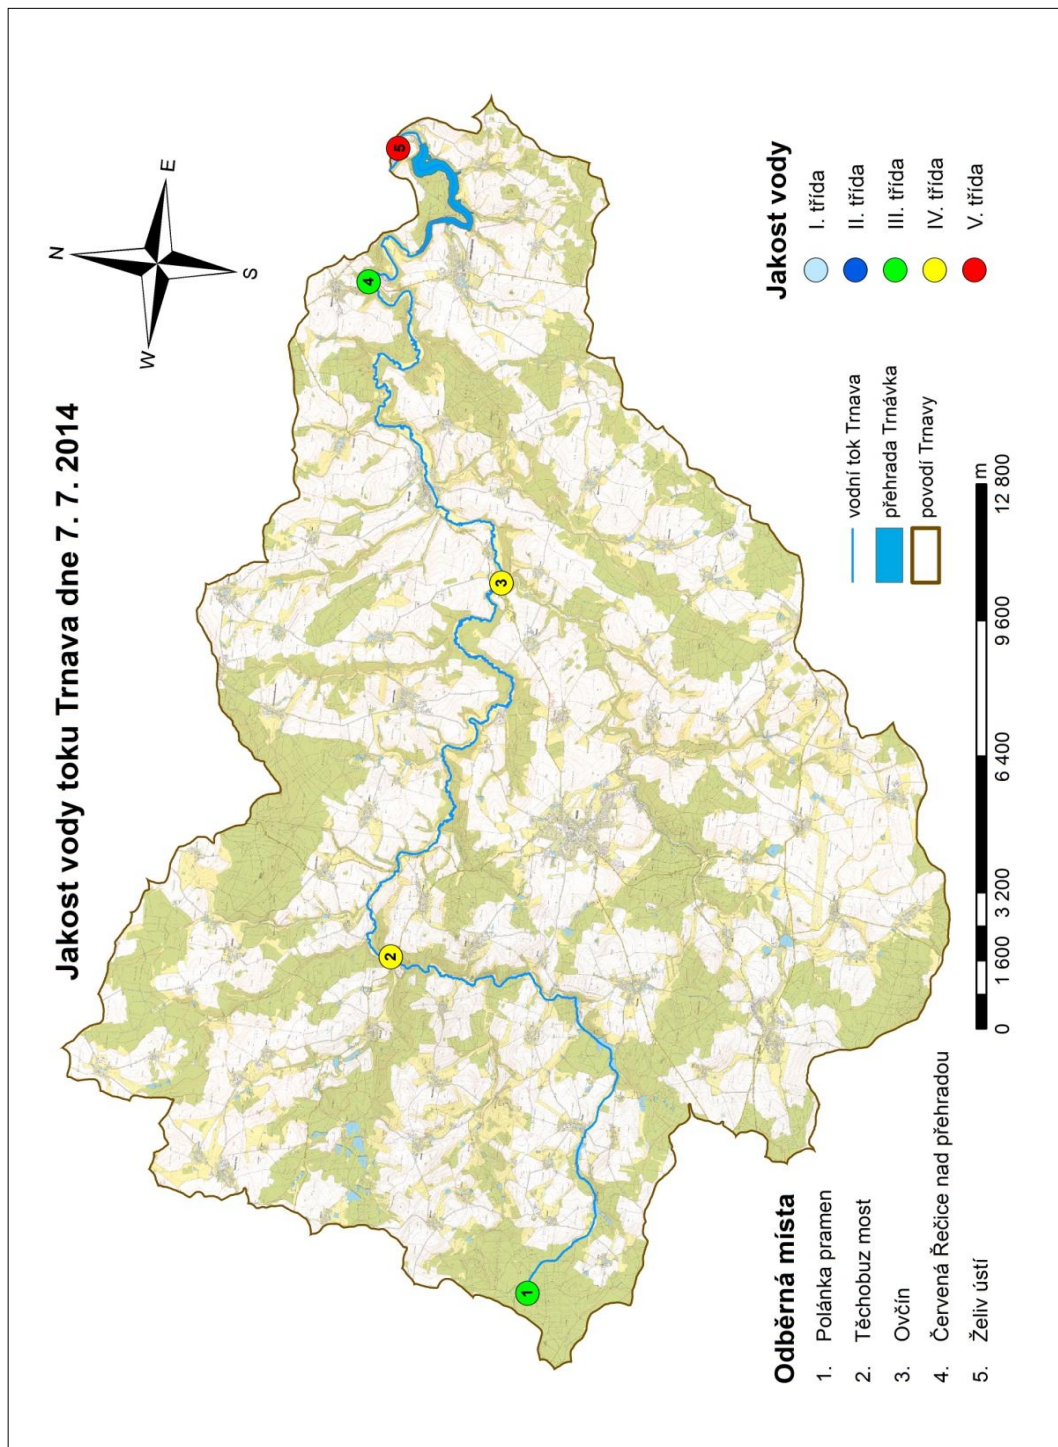 Jakost vody toku Trnava dne 7. 7. 2014
N
W
E
S
1
2
3
4
5
Odběrná místa
1. Polánka pramen
2. Těchobuz most
3. Ovčín
4. Červená Řečice nad přehradou
5. Želiv ústí
vodní tok Trnava
přehrada Trnávka
povodí Trnavy
0 1 600 3 200 6 400 9 600 12 800
m
Jakost vody
I. třída
II. třída
III. třída
IV. třída
V. třída